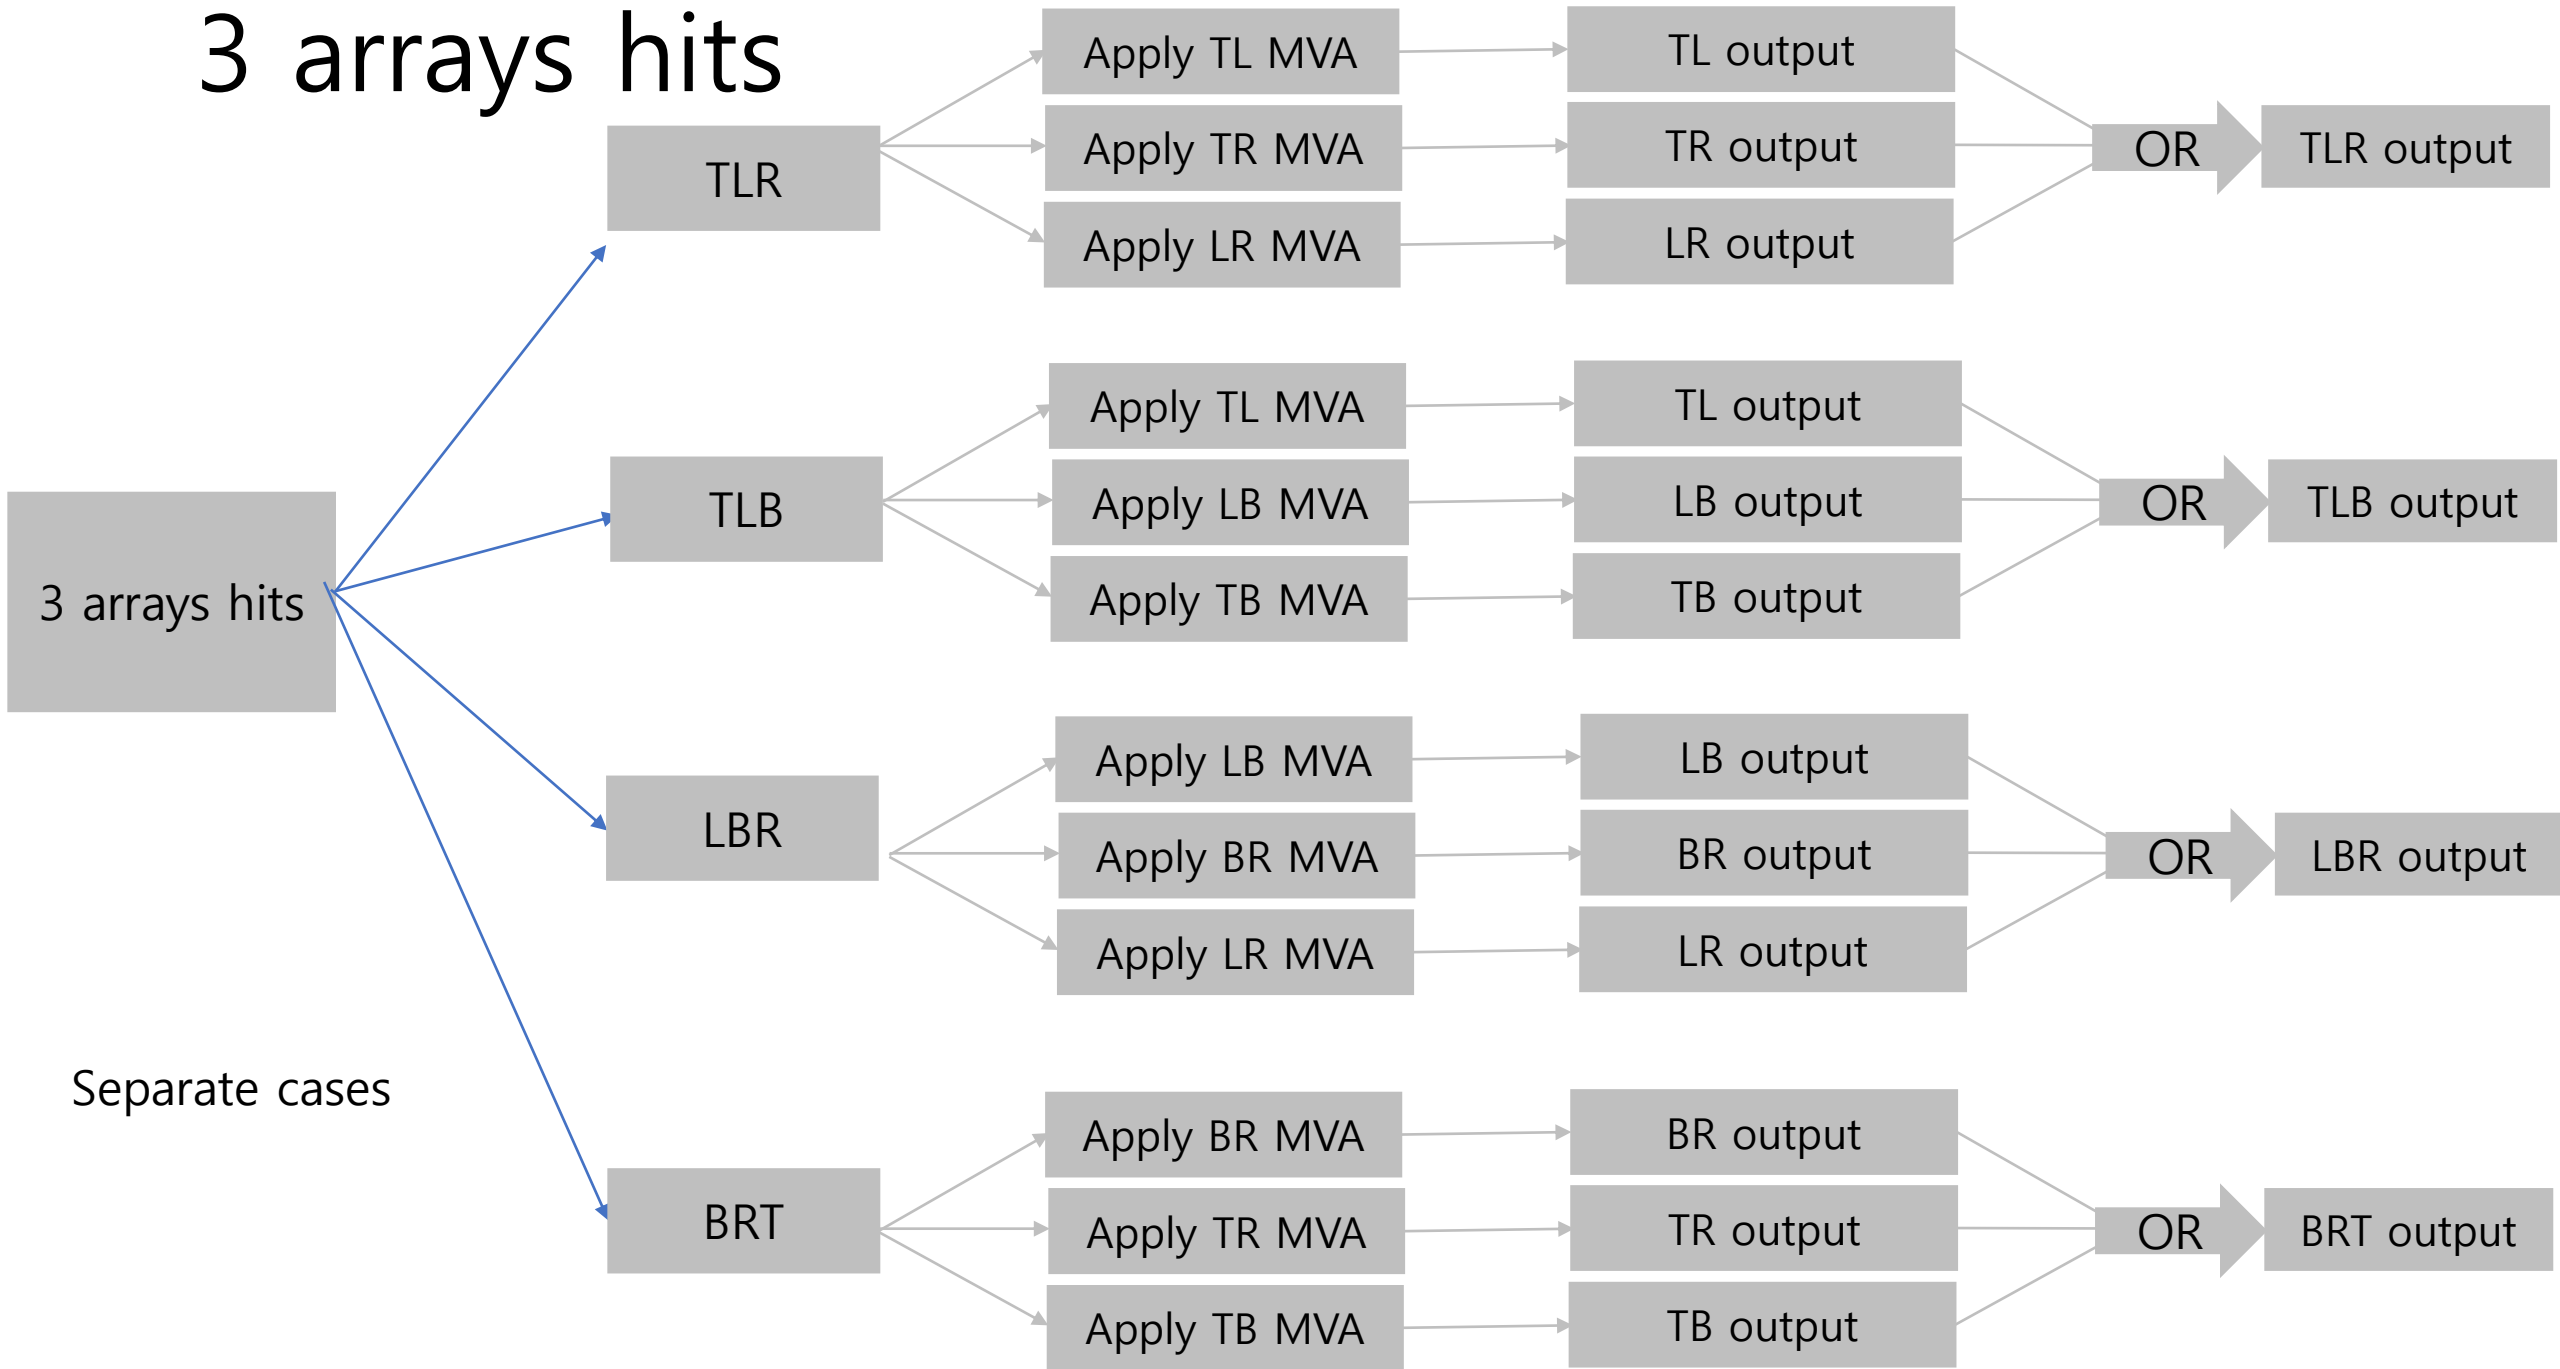 3 arrays hits
TLR
Apply TL MVA
TL output
Apply TR MVA
TR output
Apply LR MVA
LR output
OR
TLR output
3 arrays hits
TLB
Apply TL MVA
TL output
Apply LB MVA
LB output
Apply TB MVA
TB output
OR
TLB output
LBR
Apply LB MVA
LB output
Apply BR MVA
BR output
Apply LR MVA
LR output
OR
LBR output
Separate cases
BRT
Apply BR MVA
BR output
Apply TR MVA
TR output
Apply TB MVA
TB output
OR
BRT output